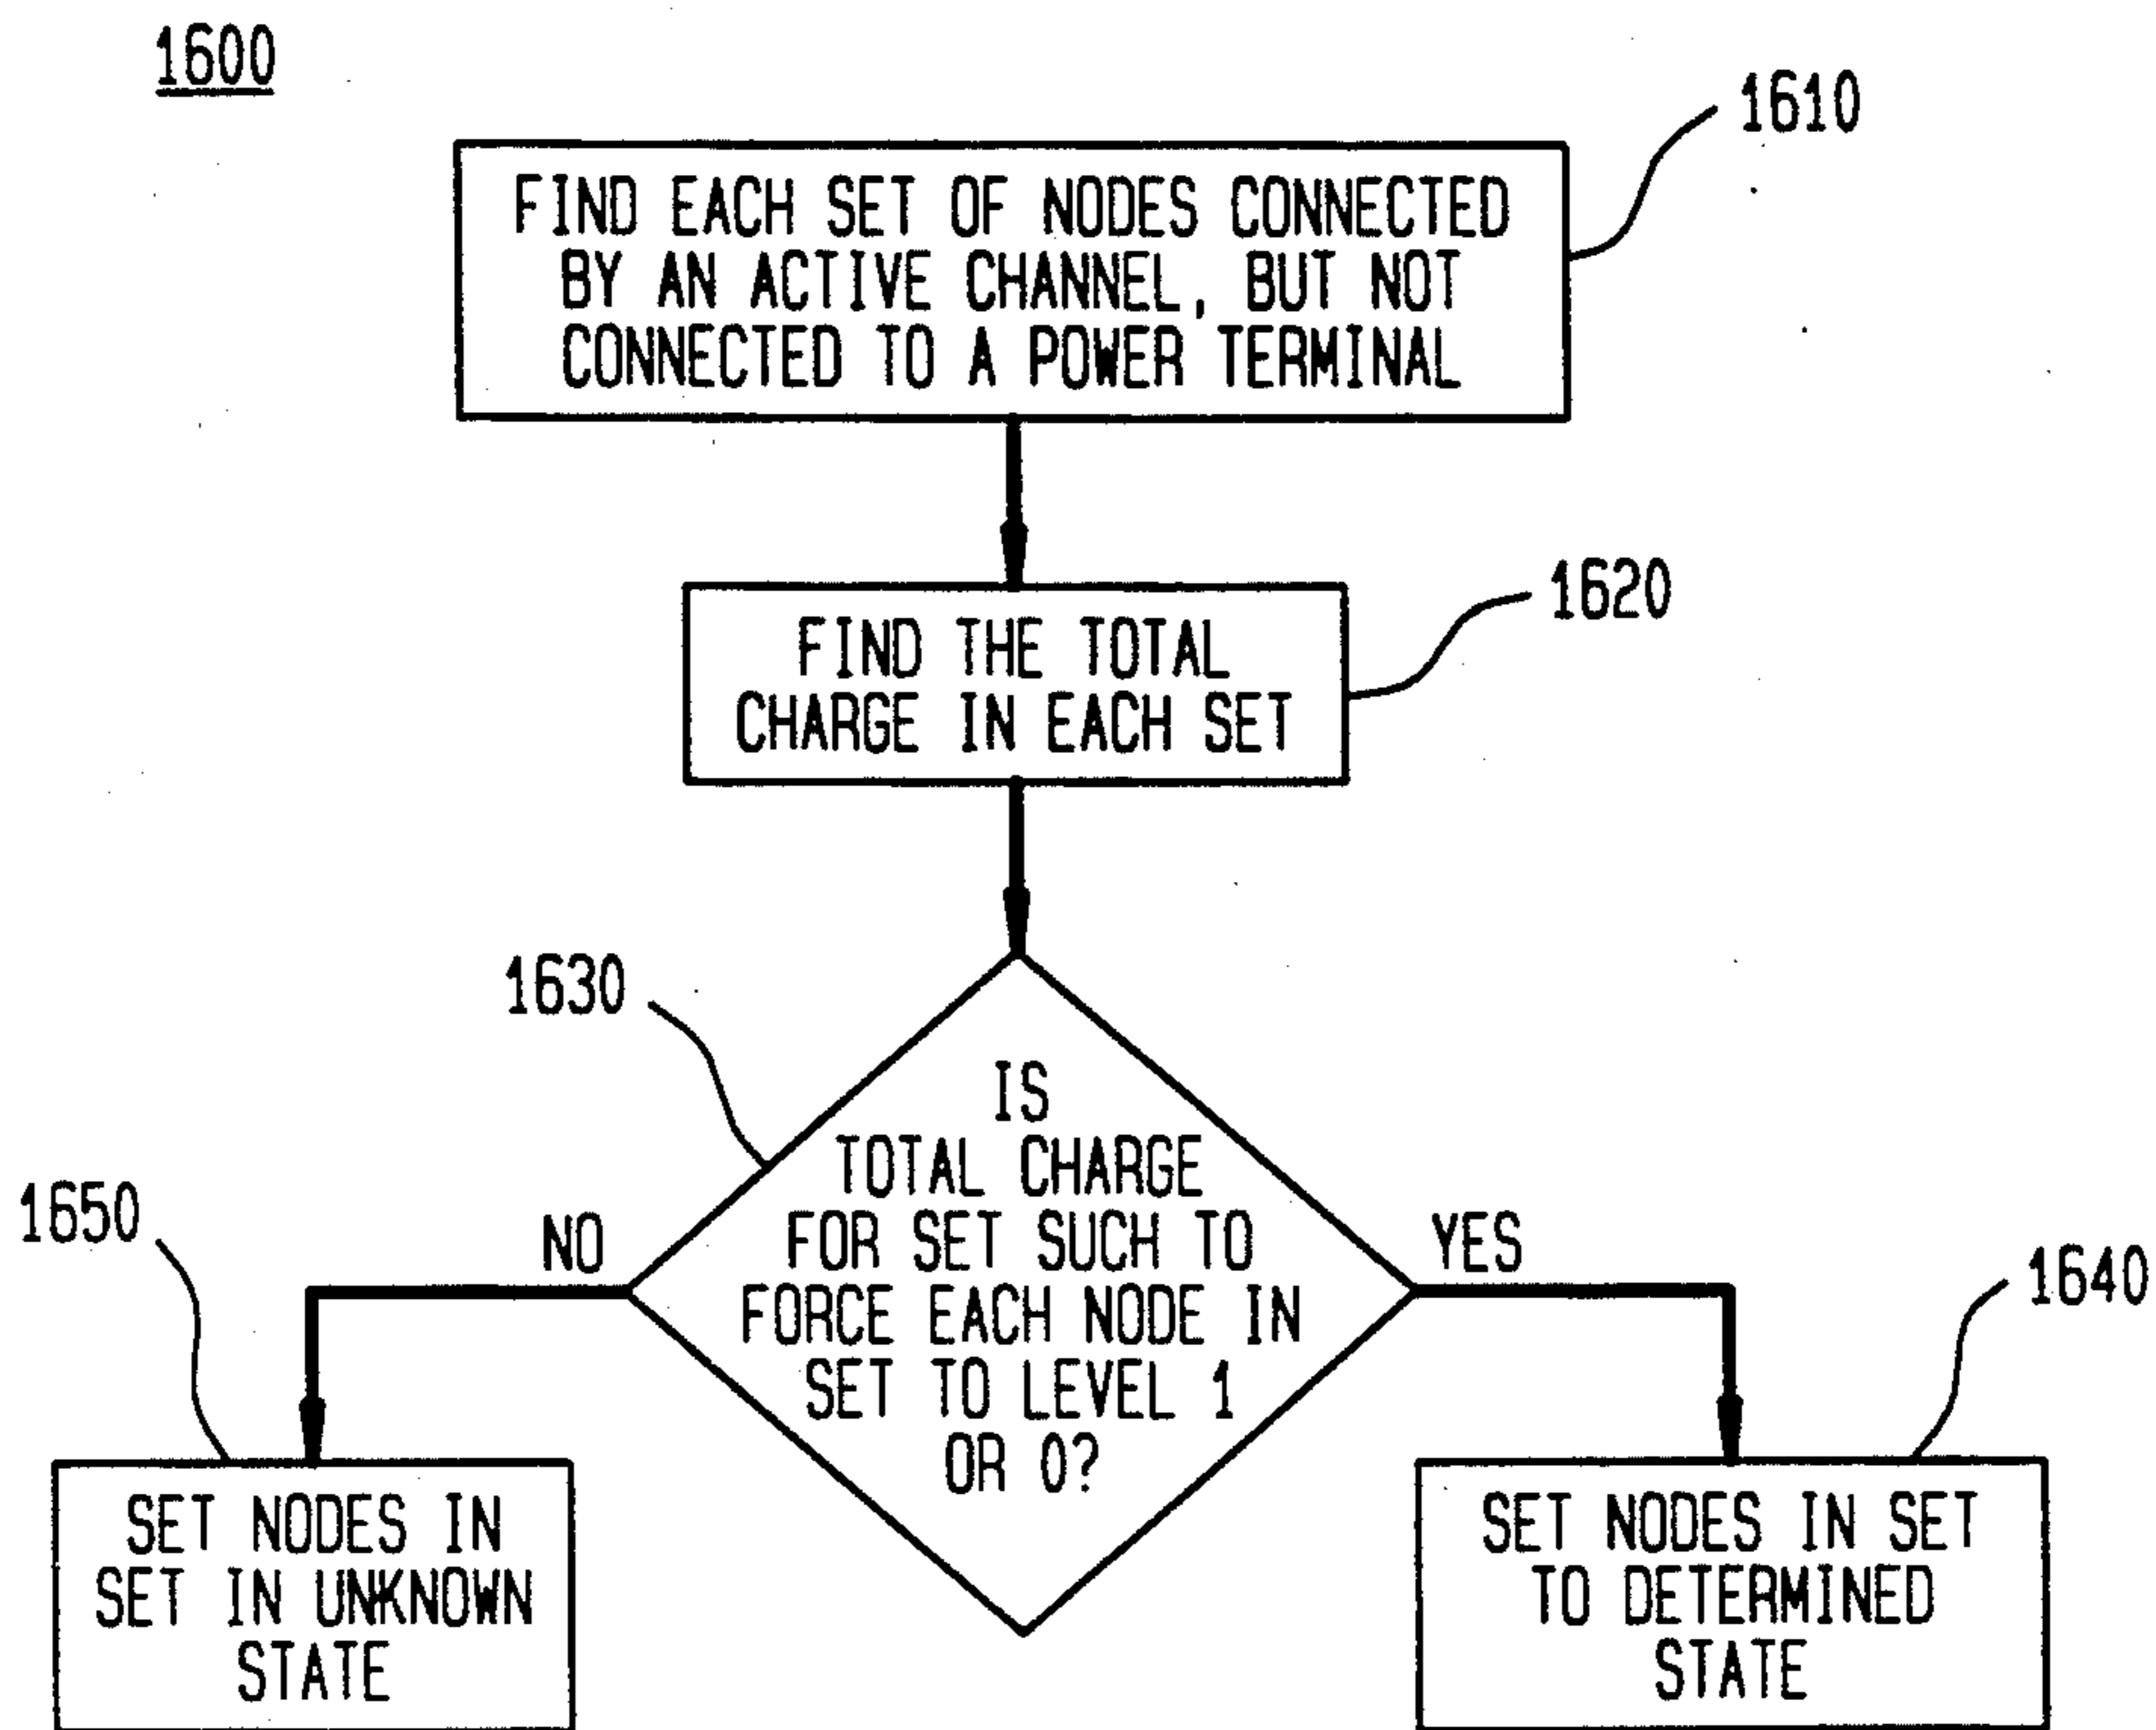 1600
1610
FIND EACH SET OF NODES CONNECTED
BY AN ACTIVE CHANNEL, BUT NOT
CONNECTED TO A POWER TERMINAL
1620
FIND THE TOTAL
CHARGE IN EACH SET
1630
IS
TOTAL CHARGE
FOR SET SUCH TO
FORCE EACH NODE IN
SET TO LEVEL 1
OR 0?
NO
YES
1650
1640
SET NODES IN
SET IN UNKNOWN
STATE
SET NODES IN SET
TO DETERMINED
STATE